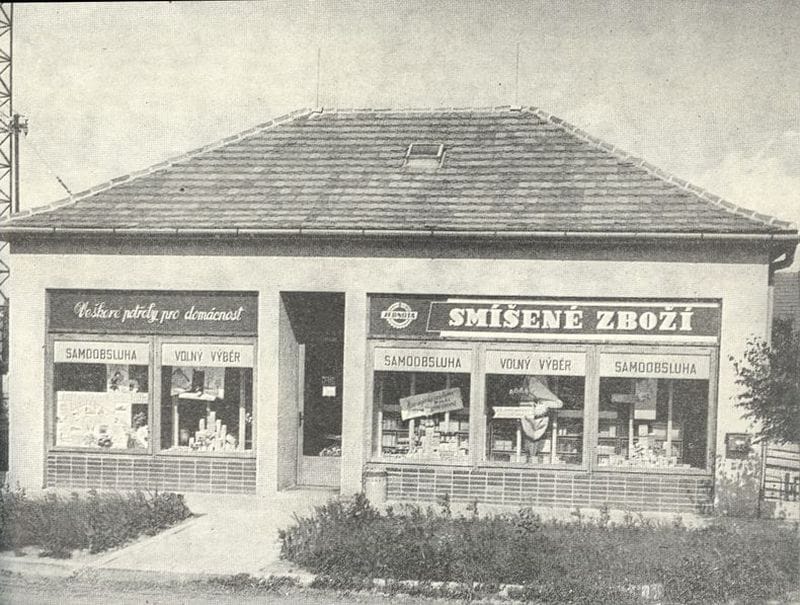 Veškeré potřeby pro domácnost
SAMOOBSLUHA
VOLNÝ VÝBĚR
JEDNOTA
SMÍŠENÉ ZBOŽÍ
SAMOOBSLUHA
VOLNÝ VÝBĚR
SAMOOBSLUHA